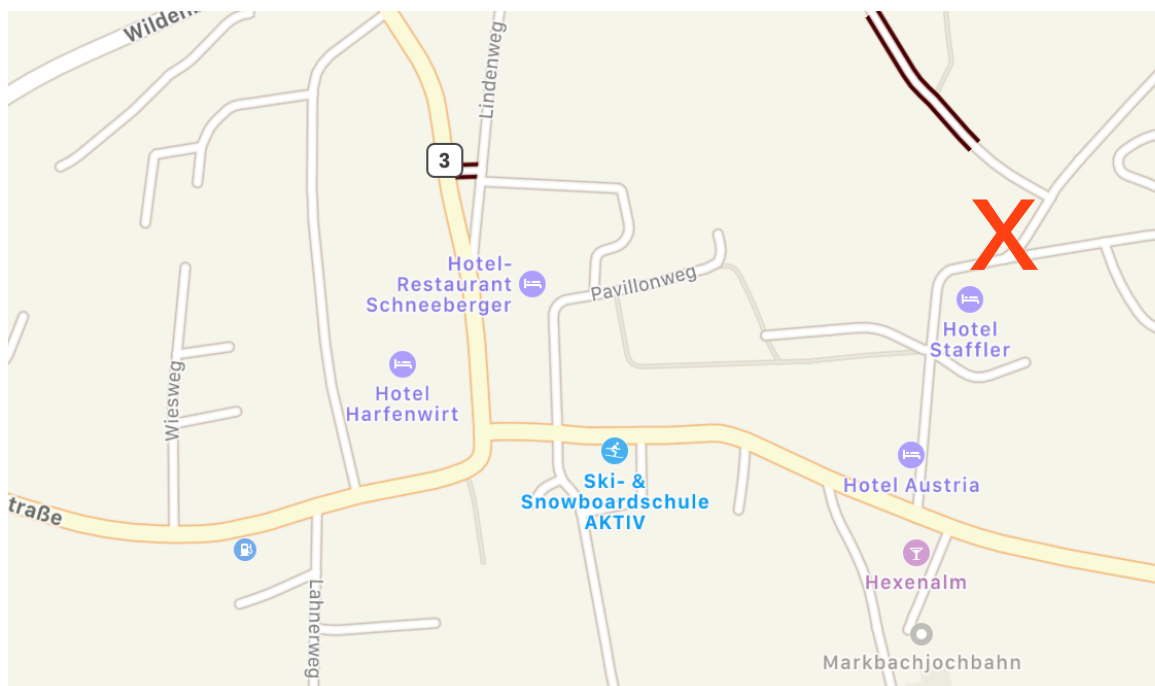 Wilden
Lindenweg
3
Hotel-
Restaurant
Schneeberger
Pavillonweg
X
Hotel
Staffler
Hotel
Harfenwirt
Wiesweg
Ski- &
Snowboardschule
AKTIV
Hotel Austria
traße
Hexenalm
Lahnerweg
Markbachjochbahn